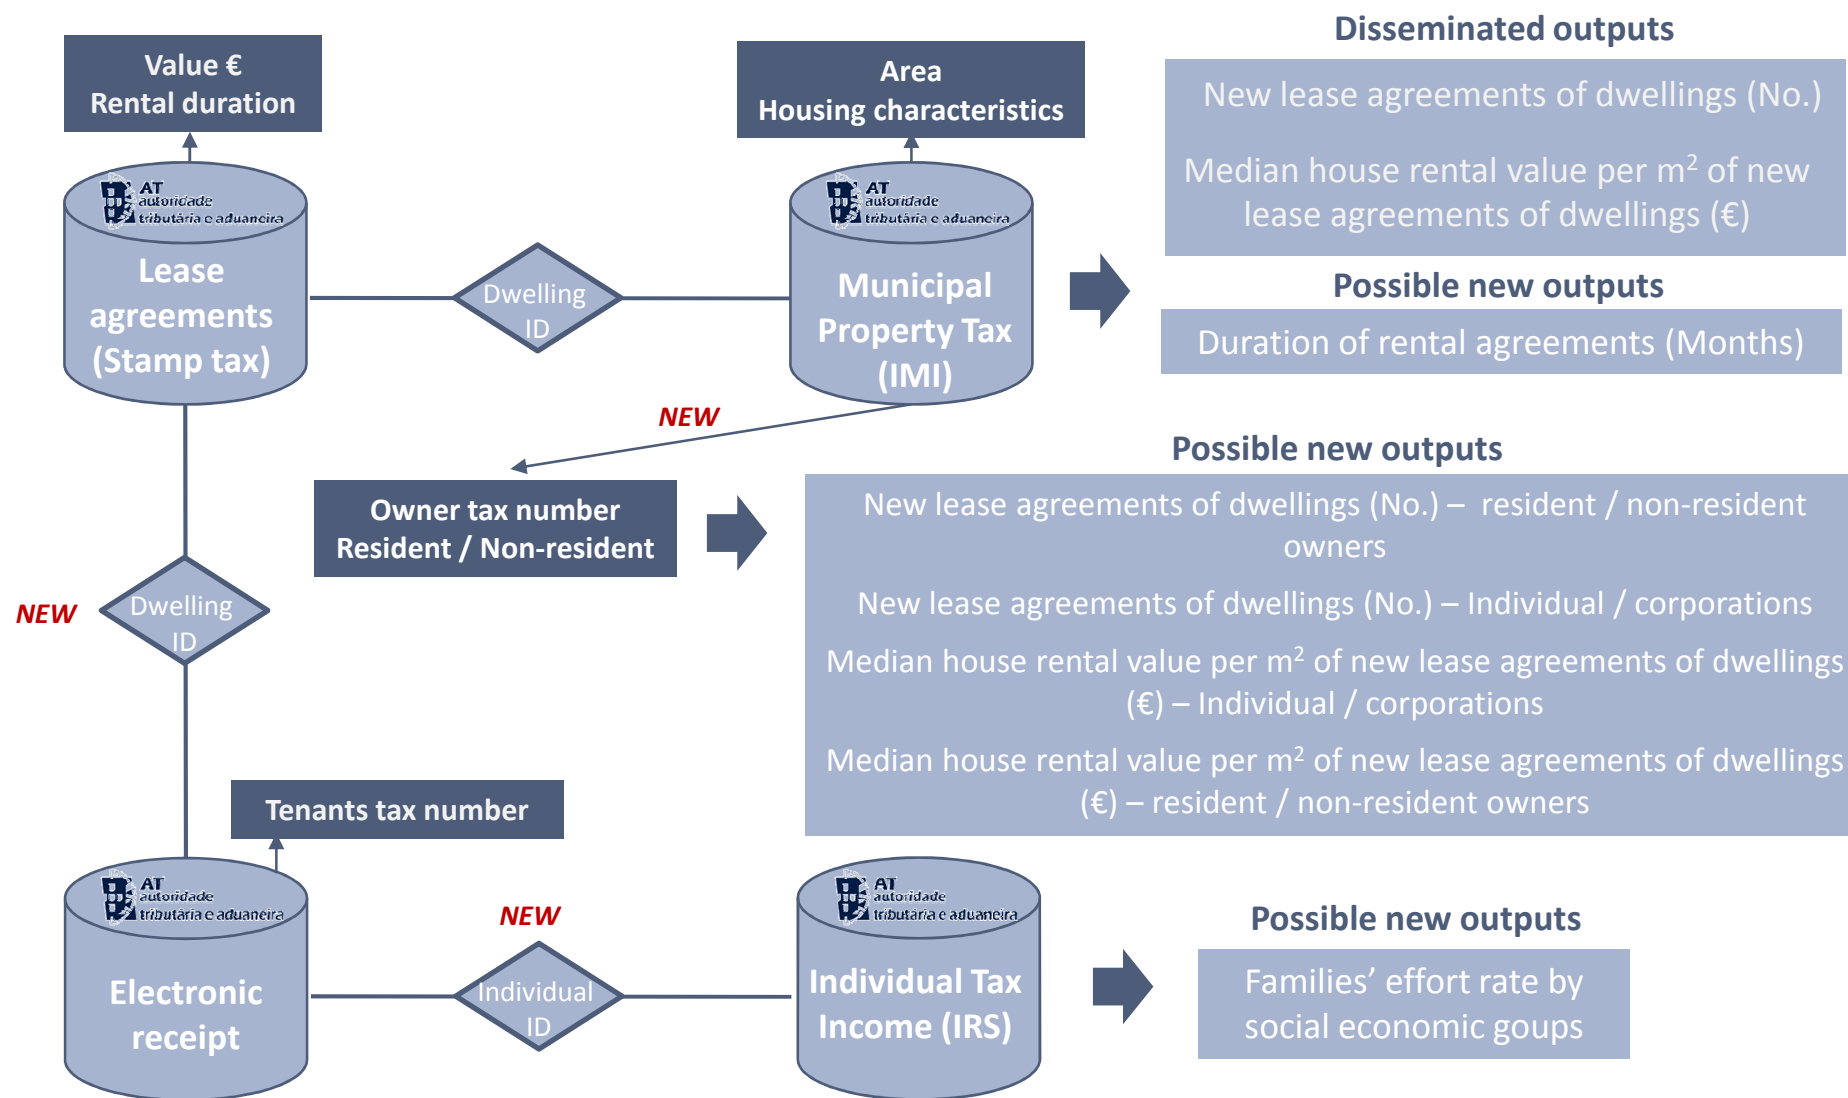 Value €
Rental duration
AT
autoridade
tributária e aduaneira
Lease
agreements
(Stamp tax)
Dwelling
ID
Area
Housing characteristics
AT
autoridade
tributária e aduaneira
Municipal
Property Tax
(IMI)
Disseminated outputs
New lease agreements of dwellings (No.)
Median house rental value per m² of new
lease agreements of dwellings (€)
Possible new outputs
Duration of rental agreements (Months)
NEW
Owner tax number
Resident / Non-resident
Possible new outputs
New lease agreements of dwellings (No.) – resident / non-resident
owners
New lease agreements of dwellings (No.) – Individual / corporations
Median house rental value per m² of new lease agreements of dwellings
(€) – Individual / corporations
Median house rental value per m² of new lease agreements of dwellings
(€) – resident / non-resident owners
NEW
Dwelling
ID
Tenants tax number
AT
autoridade
tributária e aduaneira
Electronic
receipt
NEW
Individual
ID
AT
autoridade
tributária e aduaneira
Individual Tax
Income (IRS)
Possible new outputs
Families' effort rate by
social economic goups